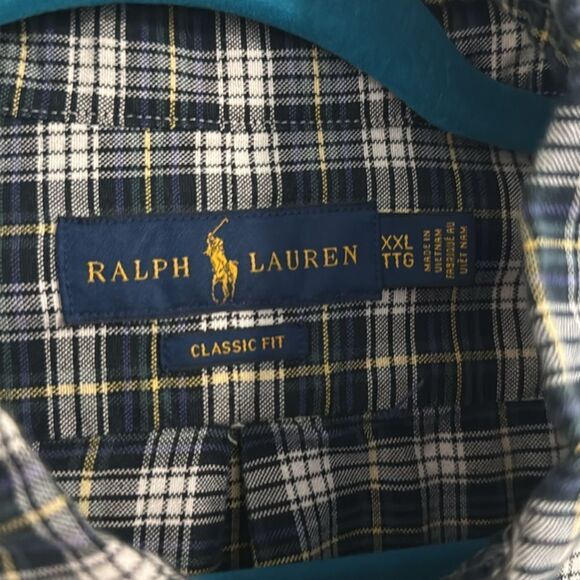 RALPH LAUREN
XXL
TTG
MADE IN
VIETNAM
FABRIQUÉ AU
VIET NAM
CLASSIC FIT